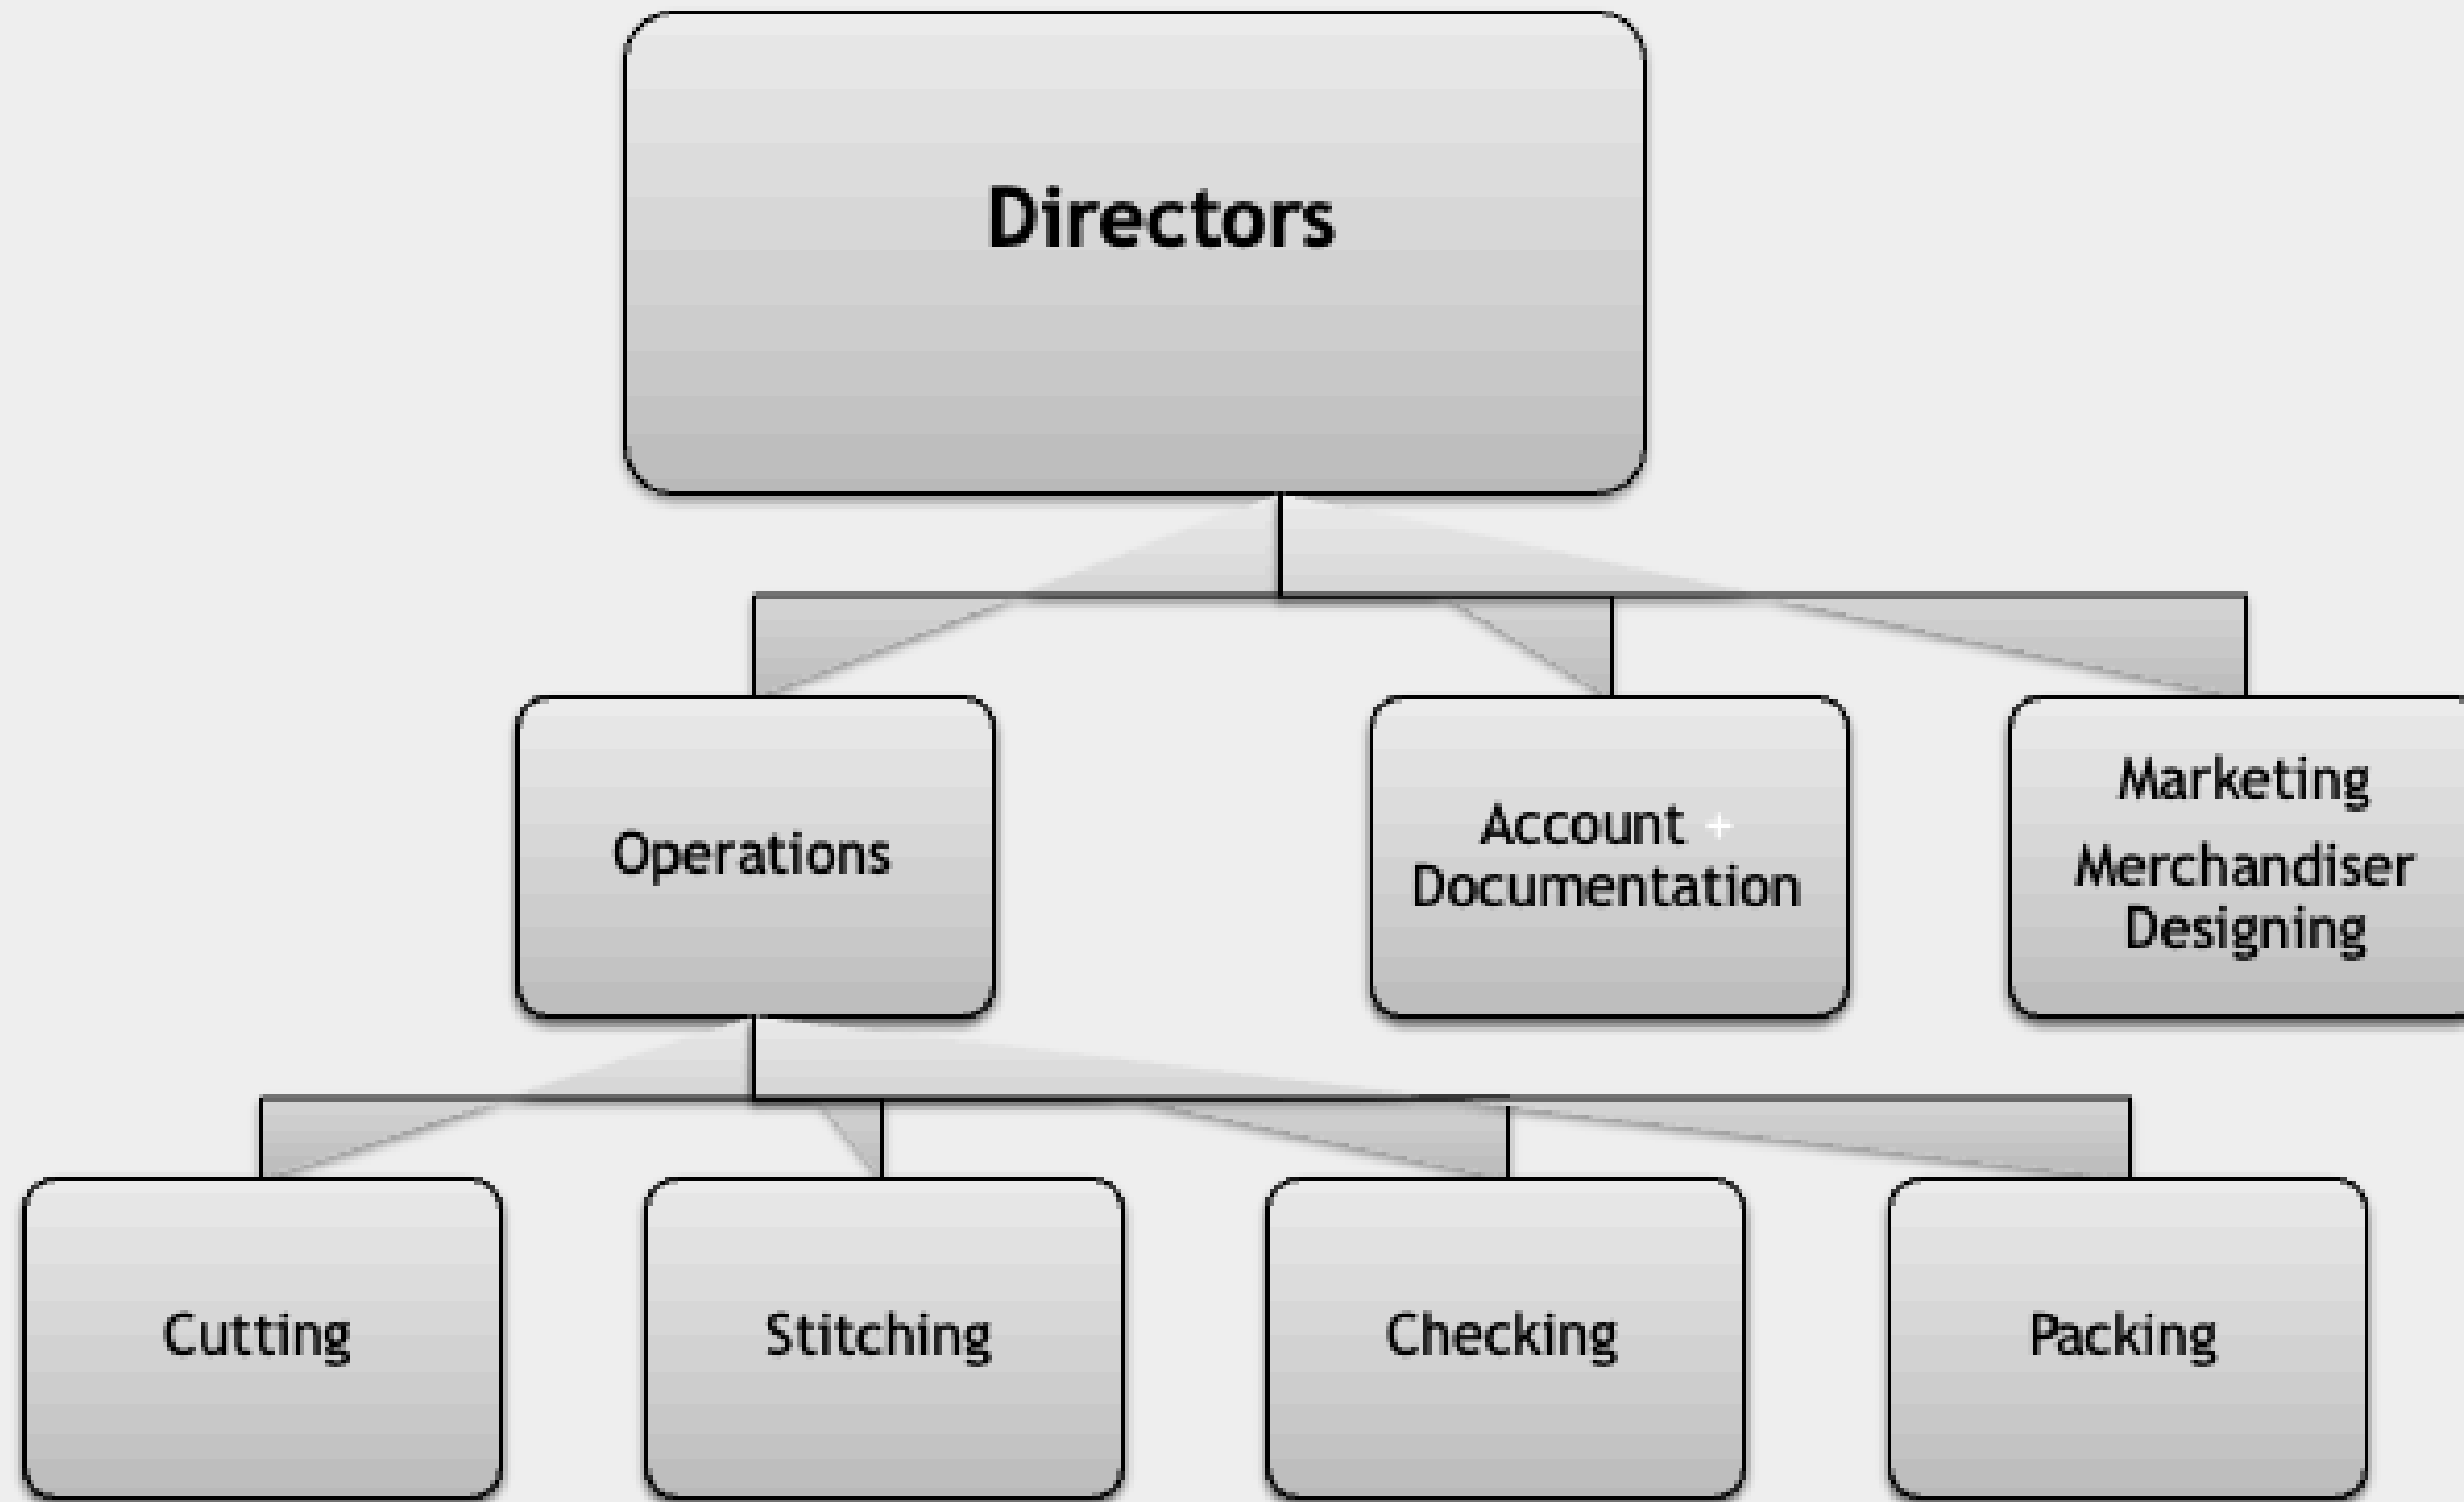 Directors
Operations
Account +
Documentation
Marketing
Merchandiser
Designing
Cutting
Stitching
Checking
Packing